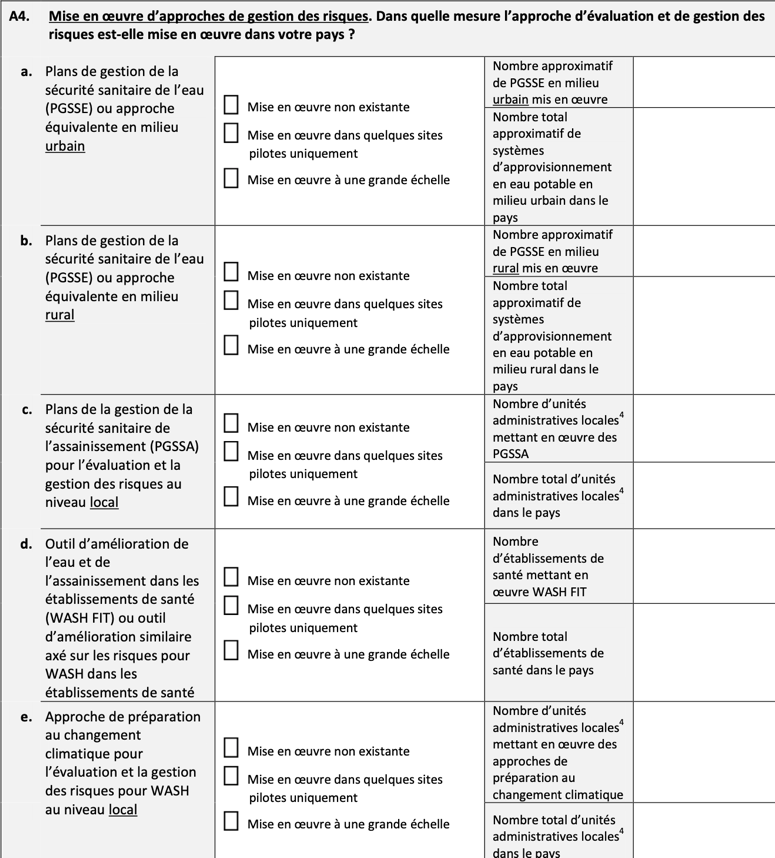 A4. Mise en œuvre d’approches de gestion des risques. Dans quelle mesure l’approche d’évaluation et de gestion des
risques est-elle mise en œuvre dans votre pays ?
a. Plans de gestion de la
sécurité sanitaire de l’eau
(PGSSE) ou approche
équivalente en milieu
urbain
Mise en œuvre non existante
Mise en œuvre dans quelques sites
pilotes uniquement
Mise en œuvre à une grande échelle
Nombre approximatif
de PGSSE en milieu
urbain mis en œuvre
Nombre total
approximatif de
systèmes
d’approvisionnement
en eau potable en
milieu urbain dans le
pays
b. Plans de gestion de la
sécurité sanitaire de l’eau
(PGSSE) ou approche
équivalente en milieu
rural
Mise en œuvre non existante
Mise en œuvre dans quelques sites
pilotes uniquement
Mise en œuvre à une grande échelle
Nombre approximatif
de PGSSE en milieu
rural mis en œuvre
Nombre total
approximatif de
systèmes
d’approvisionnement
en eau potable en
milieu rural dans le
pays
c. Plans de la gestion de la
sécurité sanitaire de
l’assainissement (PGSSA)
pour l’évaluation et la
gestion des risques au
niveau local
Mise en œuvre non existante
Mise en œuvre dans quelques sites
pilotes uniquement
Mise en œuvre à une grande échelle
Nombre d’unités
administratives locales4
mettant en œuvre des
PGSSA
Nombre total d’unités
administratives locales4
dans le pays
d. Outil d’amélioration de
l’eau et de
l’assainissement dans les
établissements de santé
(WASH FIT) ou outil
d’amélioration similaire
axé sur les risques pour
WASH dans les
établissements de santé
Mise en œuvre non existante
Mise en œuvre dans quelques sites
pilotes uniquement
Mise en œuvre à une grande échelle
Nombre
d’établissements de
santé mettant en
œuvre WASH FIT
Nombre total
d’établissements de
santé dans le pays
e. Approche de préparation
au changement
climatique pour
l’évaluation et la gestion
des risques pour WASH
au niveau local
Mise en œuvre non existante
Mise en œuvre dans quelques sites
pilotes uniquement
Mise en œuvre à une grande échelle
Nombre d’unités
administratives locales4
mettant en œuvre des
approches de
préparation au
changement climatique
Nombre total d’unités
administratives locales4
dans le pays